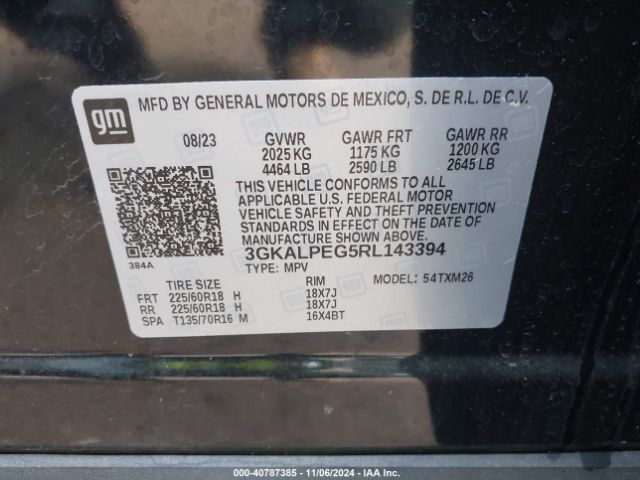 gm
MFD BY GENERAL MOTORS DE MEXICO, S. DE R.L. DE C.V.
08/23 GVWR GAWR FRT GAWR RR
2025 KG 1175 KG 1200 KG
4464 LB 2590 LB 2645 LB
THIS VEHICLE CONFORMS TO ALL
APPLICABLE U.S. FEDERAL MOTOR
VEHICLE SAFETY AND THEFT PREVENTION
STANDARDS IN EFFECT ON THE DATE OF
MANUFACTURE SHOWN ABOVE.
384A 3GKALPEG5RL143394
TYPE: MPV MODEL: 54TXM26
TIRE SIZE RIM
FRT 225/60R18 H 18X7J
RR 225/60R18 H 18X7J
SPA T135/70R16 M 16X4BT
© - 40787385 - 11/06/2024 - IAA Inc.